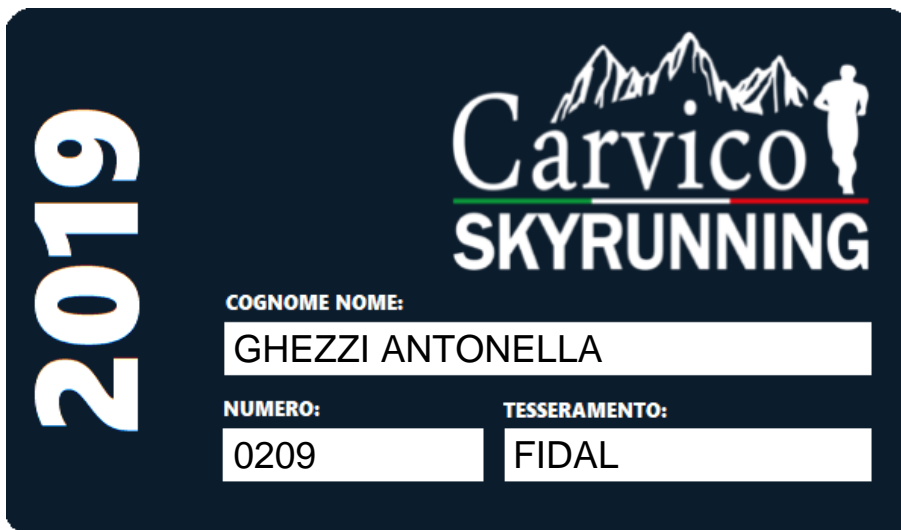 2019
Carvico
SKYRUNNING
COGNOME NOME:
GHEZZI ANTONELLA
NUMERO: TESSERAMENTO:
0209 FIDAL